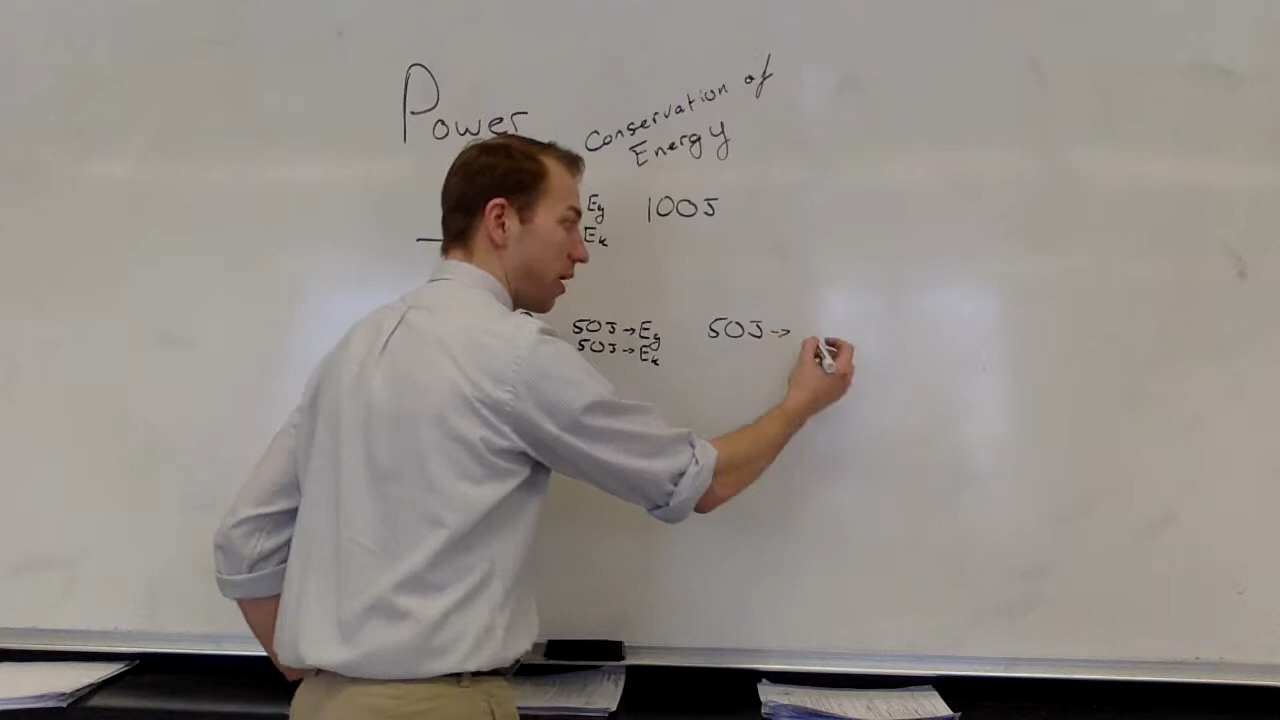 Power
Conservation of
Energy
Eg 100J
Ek
50J → Eg 50J →
50J → Ek